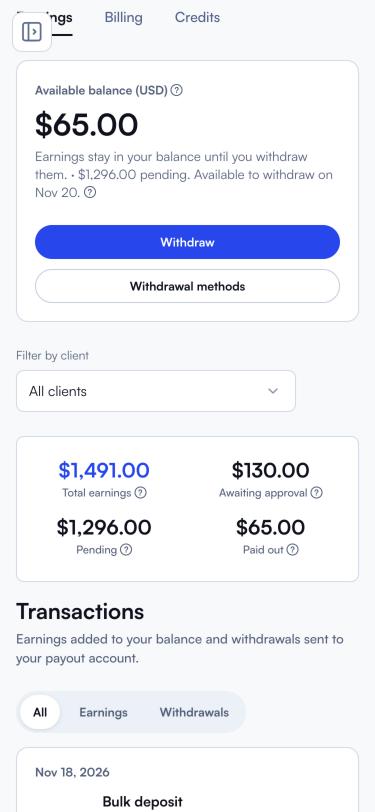 Billing
Credits
Available balance (USD)
$65.00
Earnings stay in your balance until you withdraw
them. · $1,296.00 pending. Available to withdraw on
Nov 20.
Withdraw
Withdrawal methods
Filter by client
All clients
$1,491.00
Total earnings
$130.00
Awaiting approval
$1,296.00
Pending
$65.00
Paid out
Transactions
Earnings added to your balance and withdrawals sent to
your payout account.
All
Earnings
Withdrawals
Nov 18, 2026
Bulk deposit